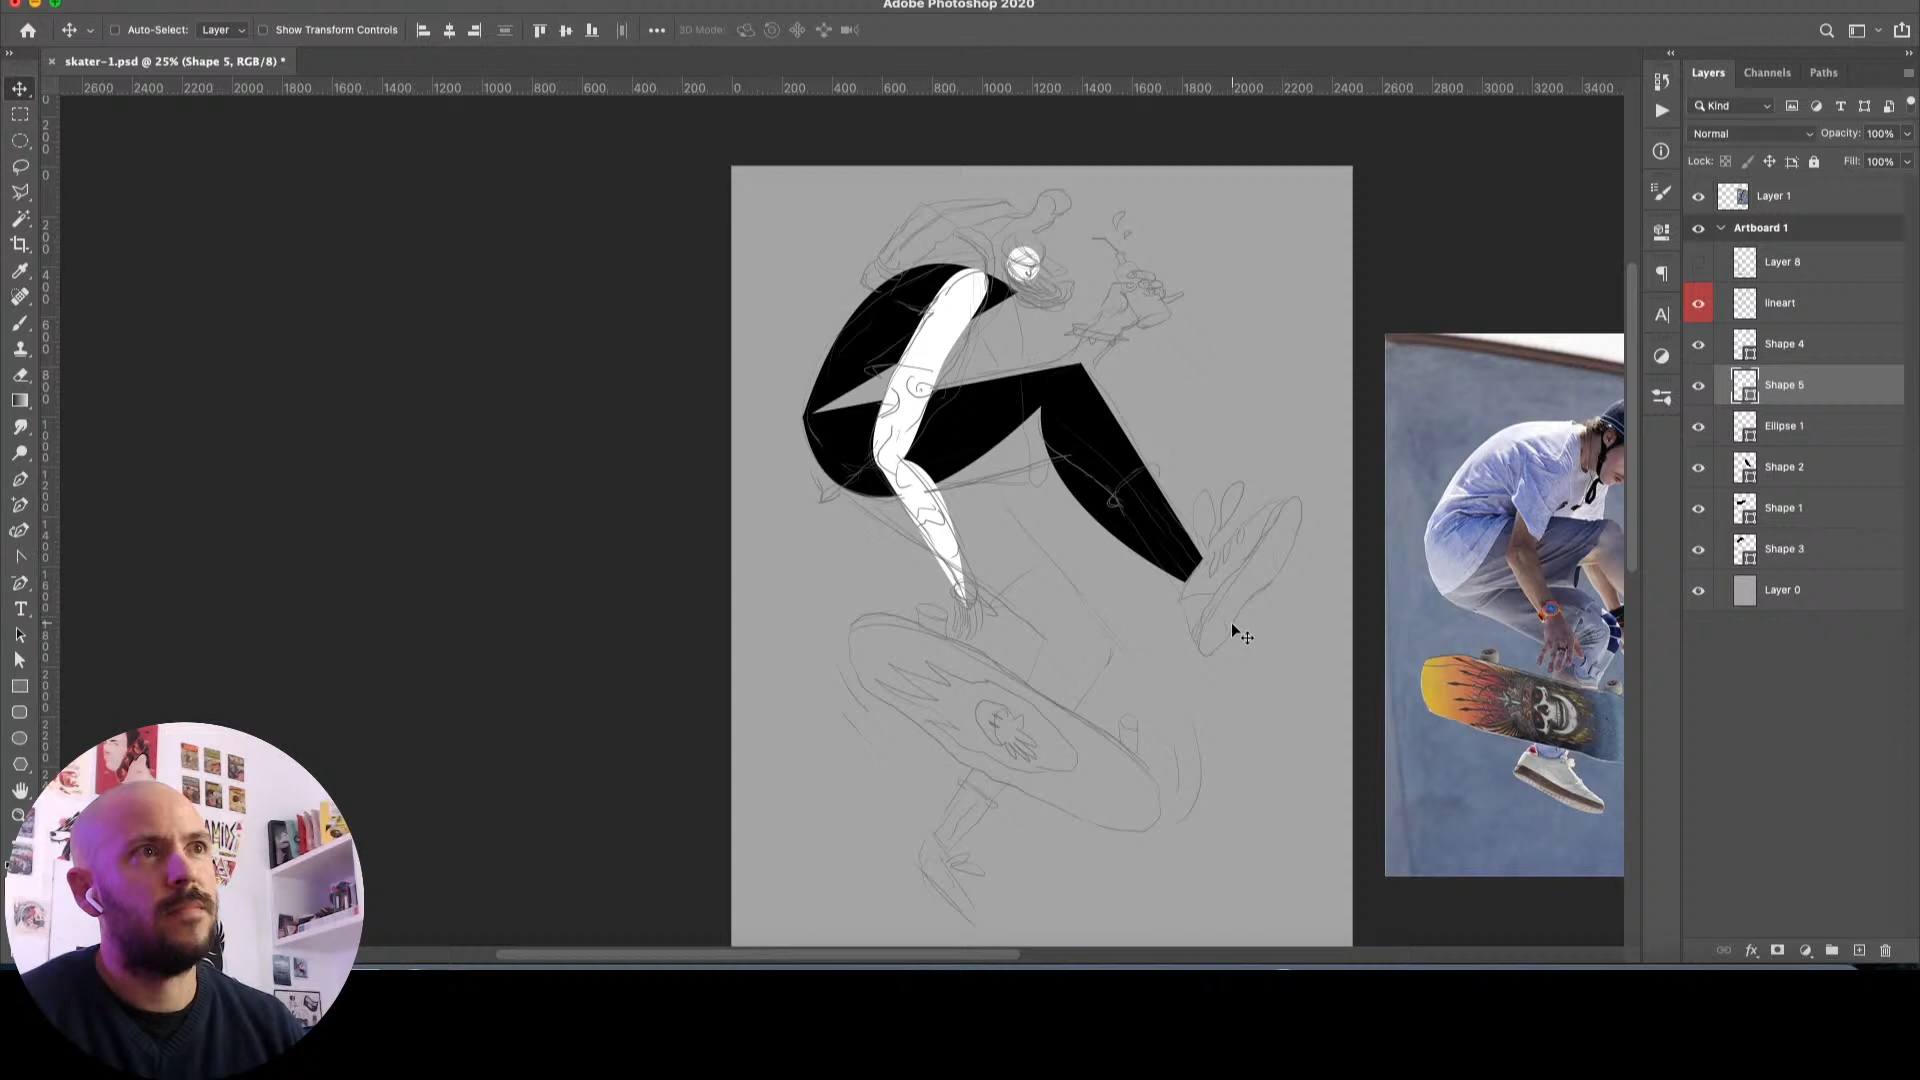 Adobe Photoshop 2020
Auto-Select: Layer Show Transform Controls 3D Mode:
skater-1.psd @ 25% (Shape 5, RGB/8) *
2600 2400 2200 2000 1800 1600 1400 1200 1000 800 600 400 200 0 200 400 600 800 1000 1200 1400 1600 1800 2000 2200 2400 2600 2800 3000 3200 3400
Layers Channels Paths
Kind
Normal Opacity: 100%
Lock: Fill: 100%
Layer 1
Artboard 1
Layer 8
lineart
Shape 4
Shape 5
Ellipse 1
Shape 2
Shape 1
Shape 3
Layer 0